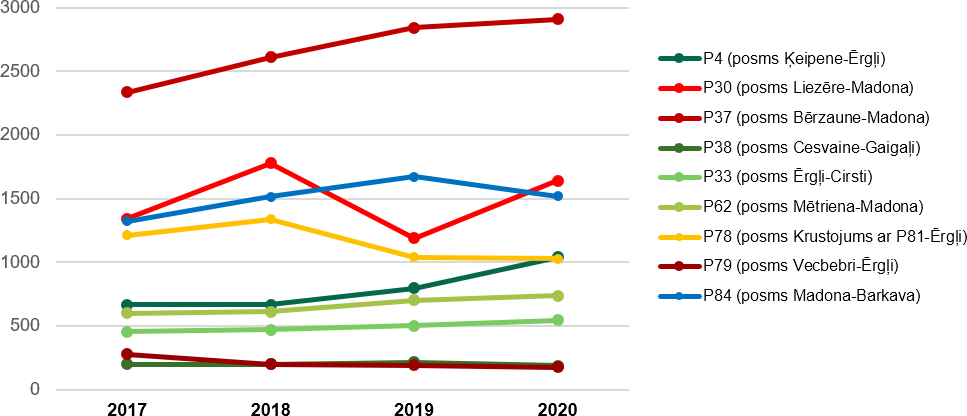 3000
2500
2000
1500
1000
500
0
2017 2018 2019 2020
P4 (posms Ķeipene-Ērgļi)
P30 (posms Liezēre-Madona)
P37 (posms Bērzaune-Madona)
P38 (posms Cesvaine-Gaigaļi)
P33 (posms Ērgļi-Cirsti)
P62 (posms Mētriena-Madona)
P78 (posms Krustojums ar P81-Ērgļi)
P79 (posms Vecbebri-Ērgļi)
P84 (posms Madona-Barkava)